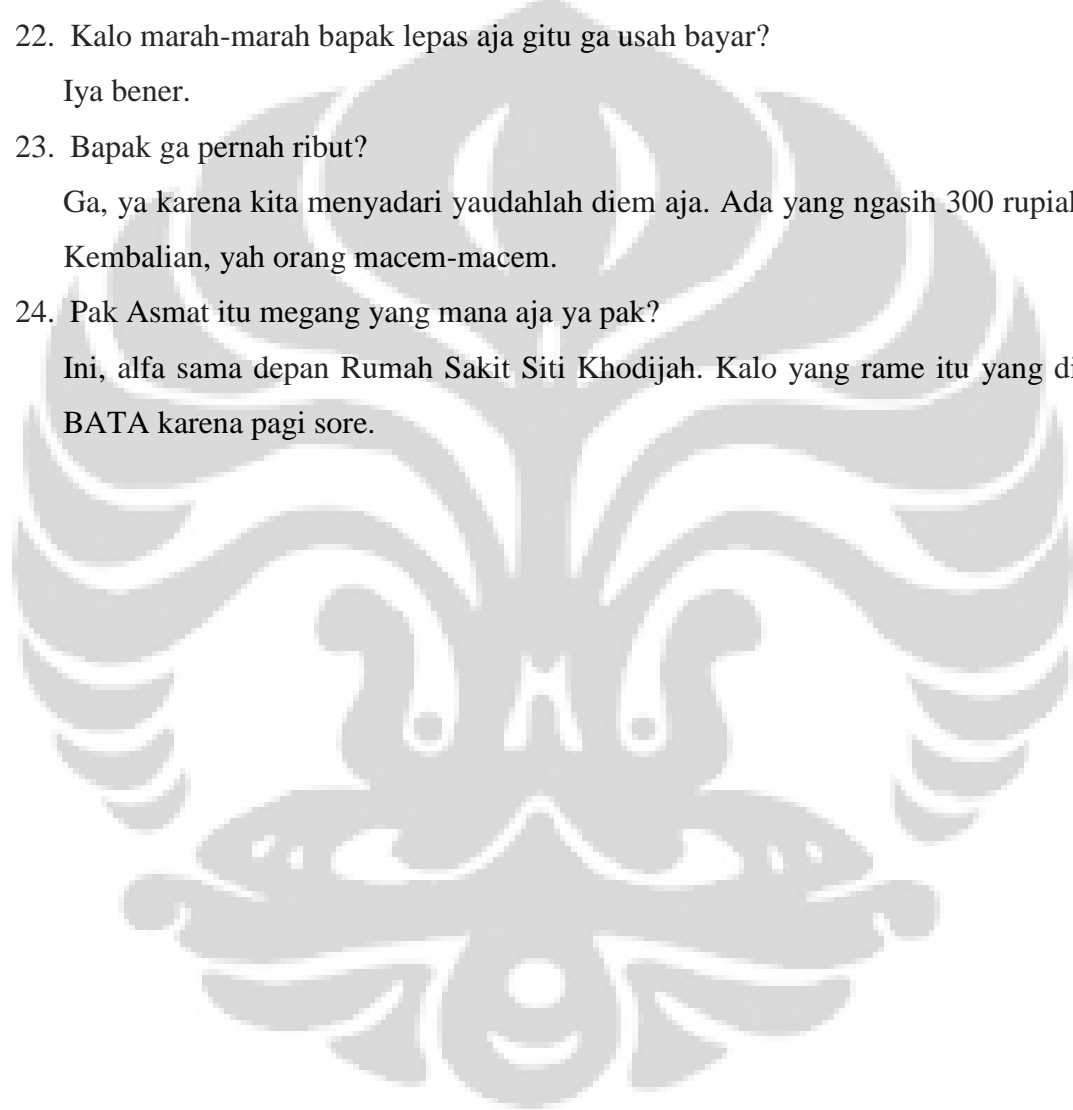 22. Kalo marah-marah bapak lepas aja gitu ga usah bayar?
Iya bener.
23. Bapak ga pernah ribut?
Ga, ya karena kita menyadari yaudahlah diem aja. Ada yang ngasih 300 rupiah
Kembalian, yah orang macem-macem.
24. Pak Asmat itu megang yang mana aja ya pak?
Ini, alfa sama depan Rumah Sakit Siti Khodijah. Kalo yang rame itu yang di
BATA karena pagi sore.